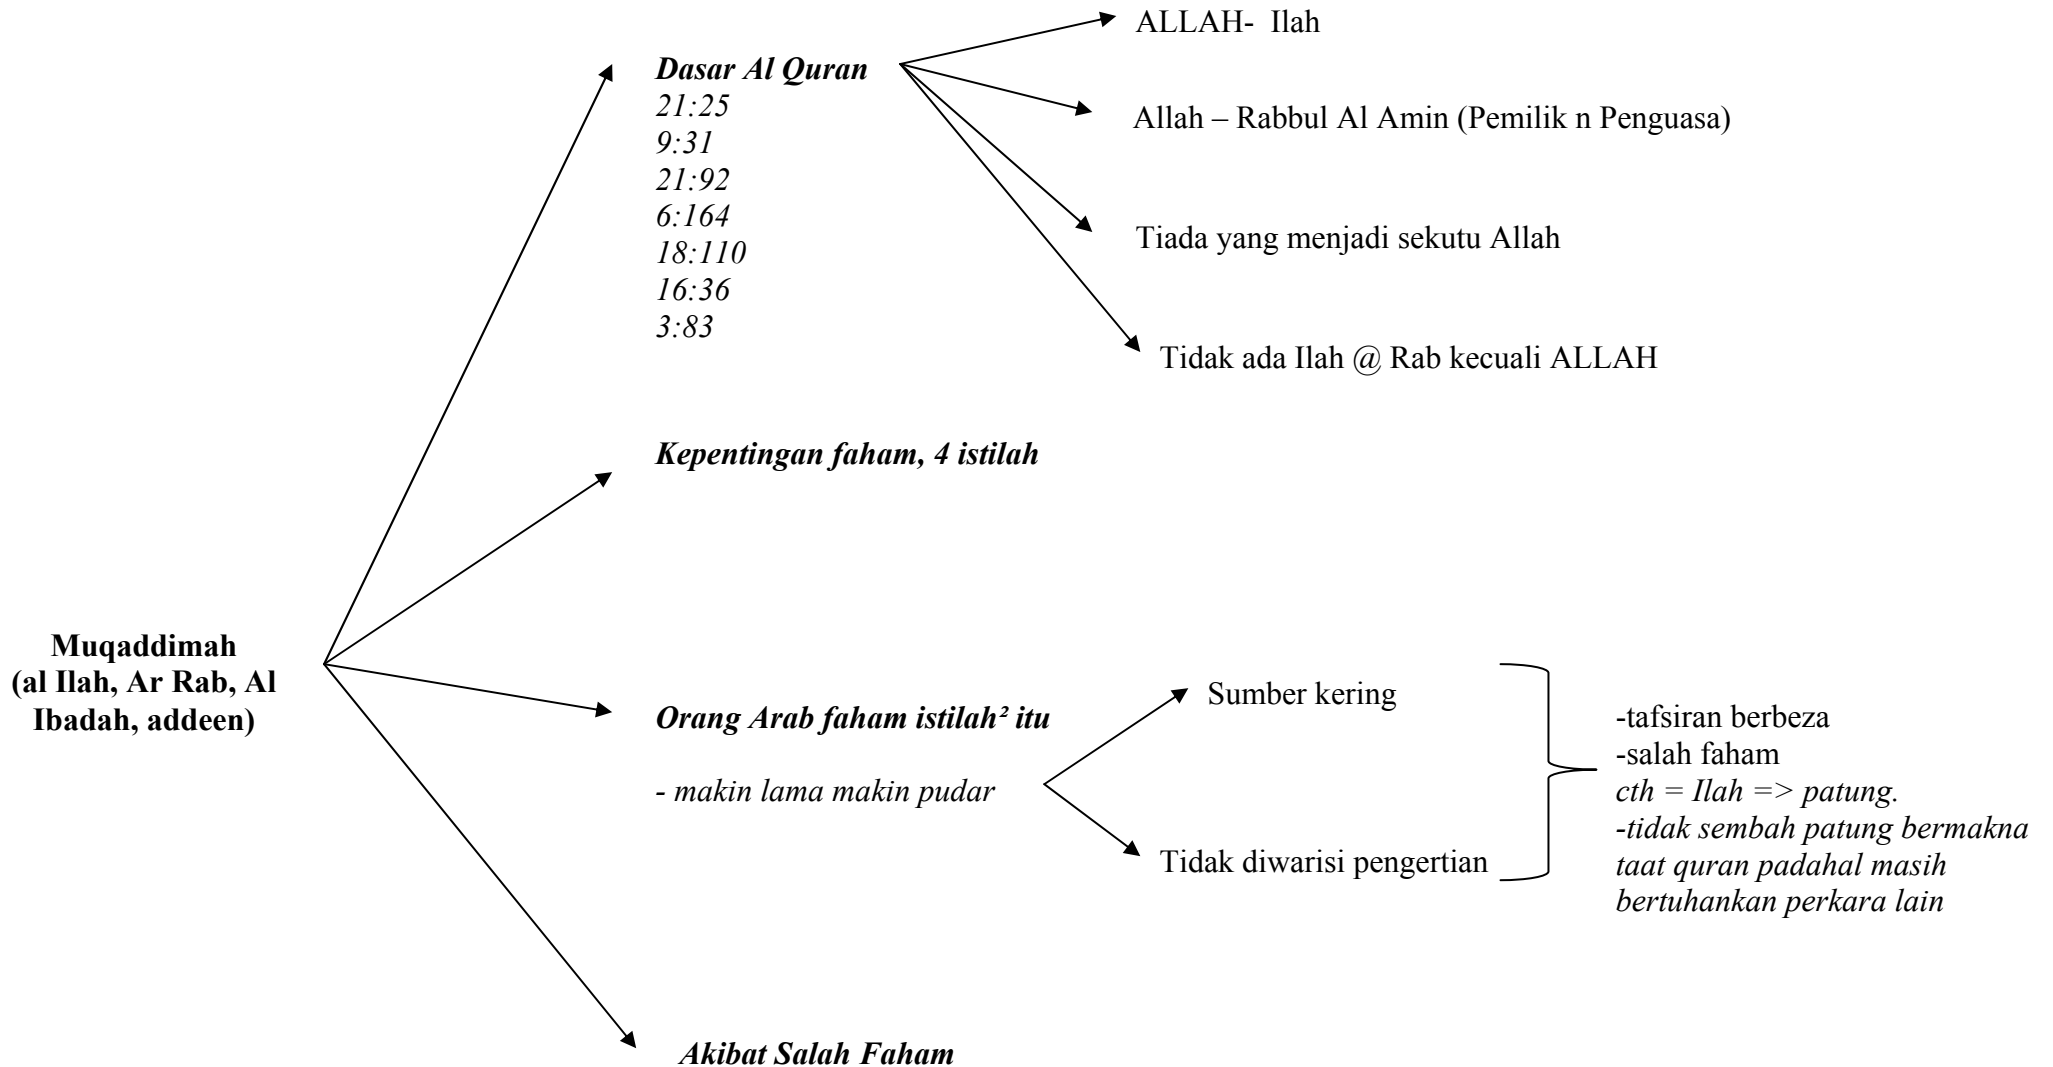 ALLAH- Ilah
Dasar Al Quran
21:25
9:31
21:92
6:164
18:110
16:36
3:83
Allah – Rabbul Al Amin (Pemilik n Penguasa)
Tiada yang menjadi sekutu Allah
Tidak ada Ilah @ Rab kecuali ALLAH
Kepentingan faham, 4 istilah
Muqaddimah
(al Ilah, Ar Rab, Al
Ibadah, addeen)
Orang Arab faham istilah² itu
- makin lama makin pudar
Sumber kering
Tidak diwarisi pengertian
-tafsiran berbeza
-salah faham
cth = Ilah => patung.
-tidak sembah patung bermakna
taat quran padahal masih
bertuhankan perkara lain
Akibat Salah Faham